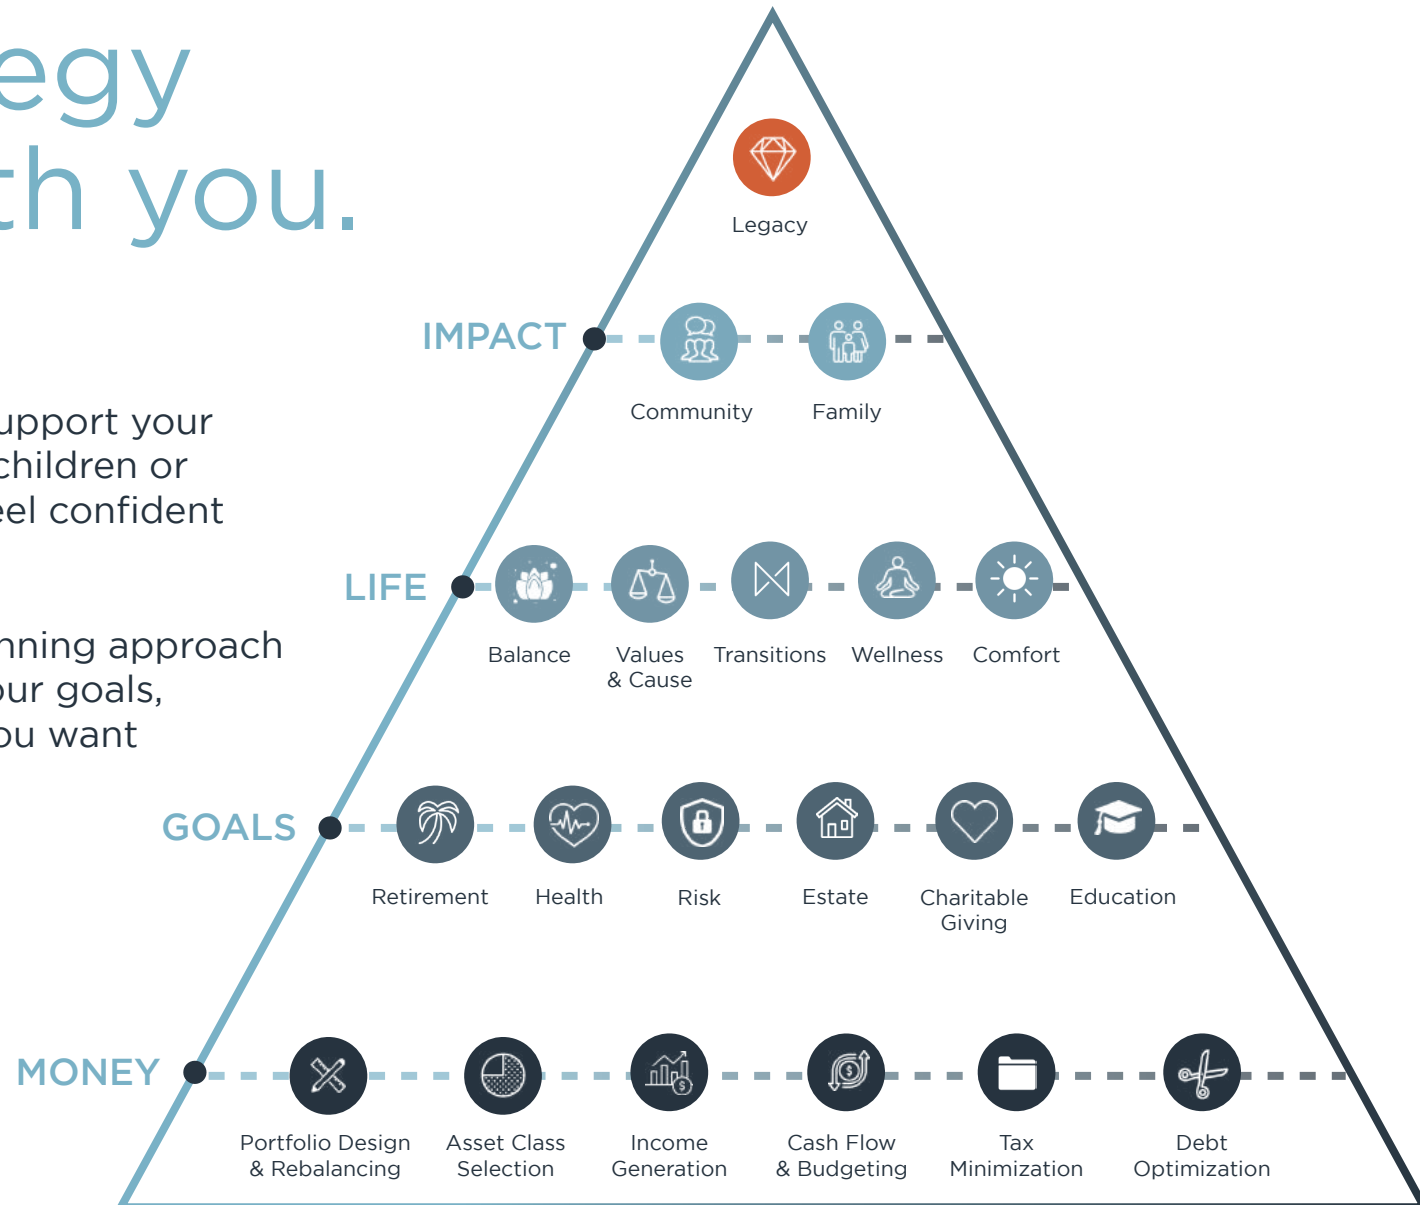 egy
th you.
upport your
children or
eel confident
nning approach
our goals,
ou want
Legacy
IMPACT
Community Family
LIFE
Balance Values & Cause Transitions Wellness Comfort
GOALS
Retirement Health Risk Estate Charitable Giving Education
MONEY
Portfolio Design & Rebalancing
Asset Class Selection
Income Generation
Cash Flow & Budgeting
Tax Minimization
Debt Optimization